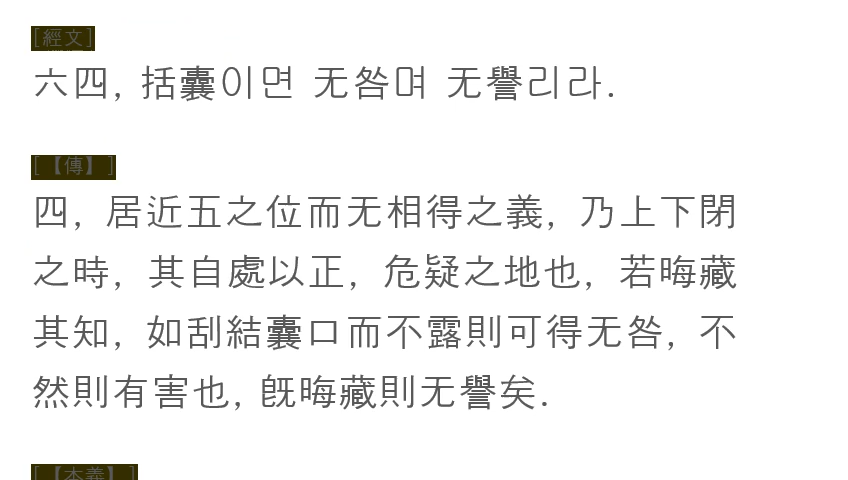 [經文]
六四, 括囊이면 无咎며 无譽리라.
[【傳】]
四, 居近五之位而无相得之義, 乃上下閉
之時, 其自處以正, 危疑之地也, 若晦藏
其知, 如刮結囊口而不露則可得无咎, 不
然則有害也, 旣晦藏則无譽矣.
[【本義】]